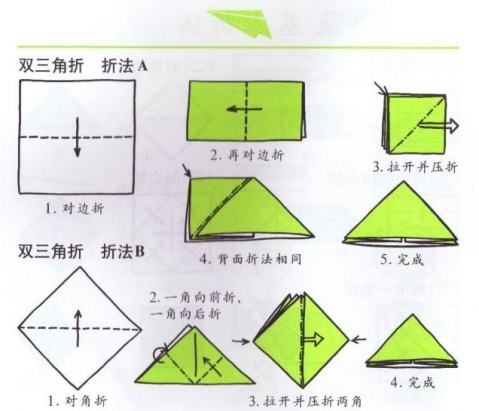 双三角折 折法A
1. 对边折
2. 再对边折
3. 拉开并压折
4. 背面折法相同
5. 完成
双三角折 折法B
1. 对角折
2. 一角向前折，
一角向后折
3. 拉开并压折两角
4. 完成